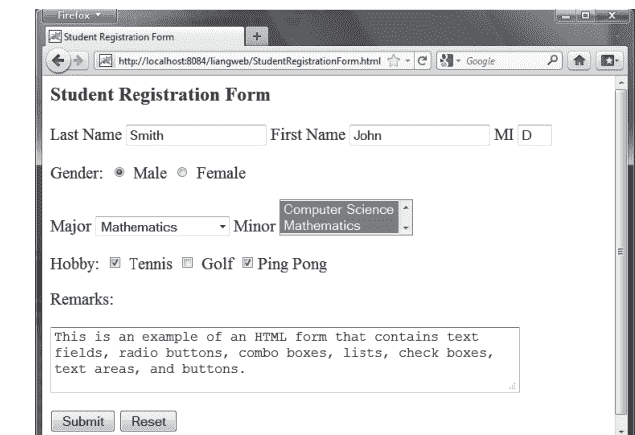 Firefox
Student Registration Form
http://localhost:8084/liangweb/StudentRegistrationForm.html Google
Student Registration Form
Last Name Smith First Name John MI D
Gender: Male Female
Computer Science
Major Mathematics Minor Mathematics
Hobby: Tennis Golf Ping Pong
Remarks:
This is an example of an HTML form that contains text
fields, radio buttons, combo boxes, lists, check boxes,
text areas, and buttons.
Submit Reset